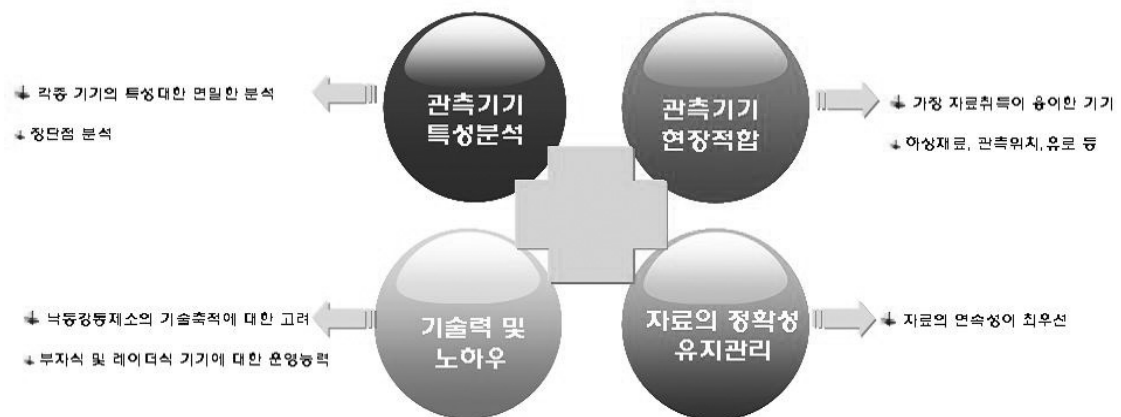 각종 기기의 특성대한 면밀한 분석
장단점 분석
관측기기
특성분석
관측기기
현장적합
가장 자료취득이 용이한 기기
하상재료, 관측위치,유로 등
낙동강통제소의 기술축적에 대한 고려
부자식 및 레이더식 기기에 대한 운영능력
기술력 및
노하우
자료의 정확성
유지관리
자료의 연속성이 최우선